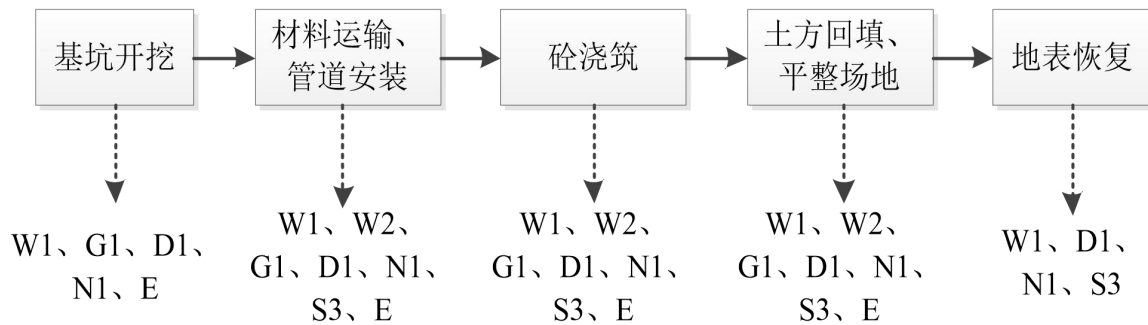 基坑开挖
材料运输、
管道安装
砼浇筑
土方回填、
平整场地
地表恢复
W1、G1、D1、
N1、E
W1、W2、
G1、D1、N1、
S3、E
W1、W2、
G1、D1、N1、
S3、E
W1、W2、
G1、D1、N1、
S3、E
W1、D1、
N1、S3